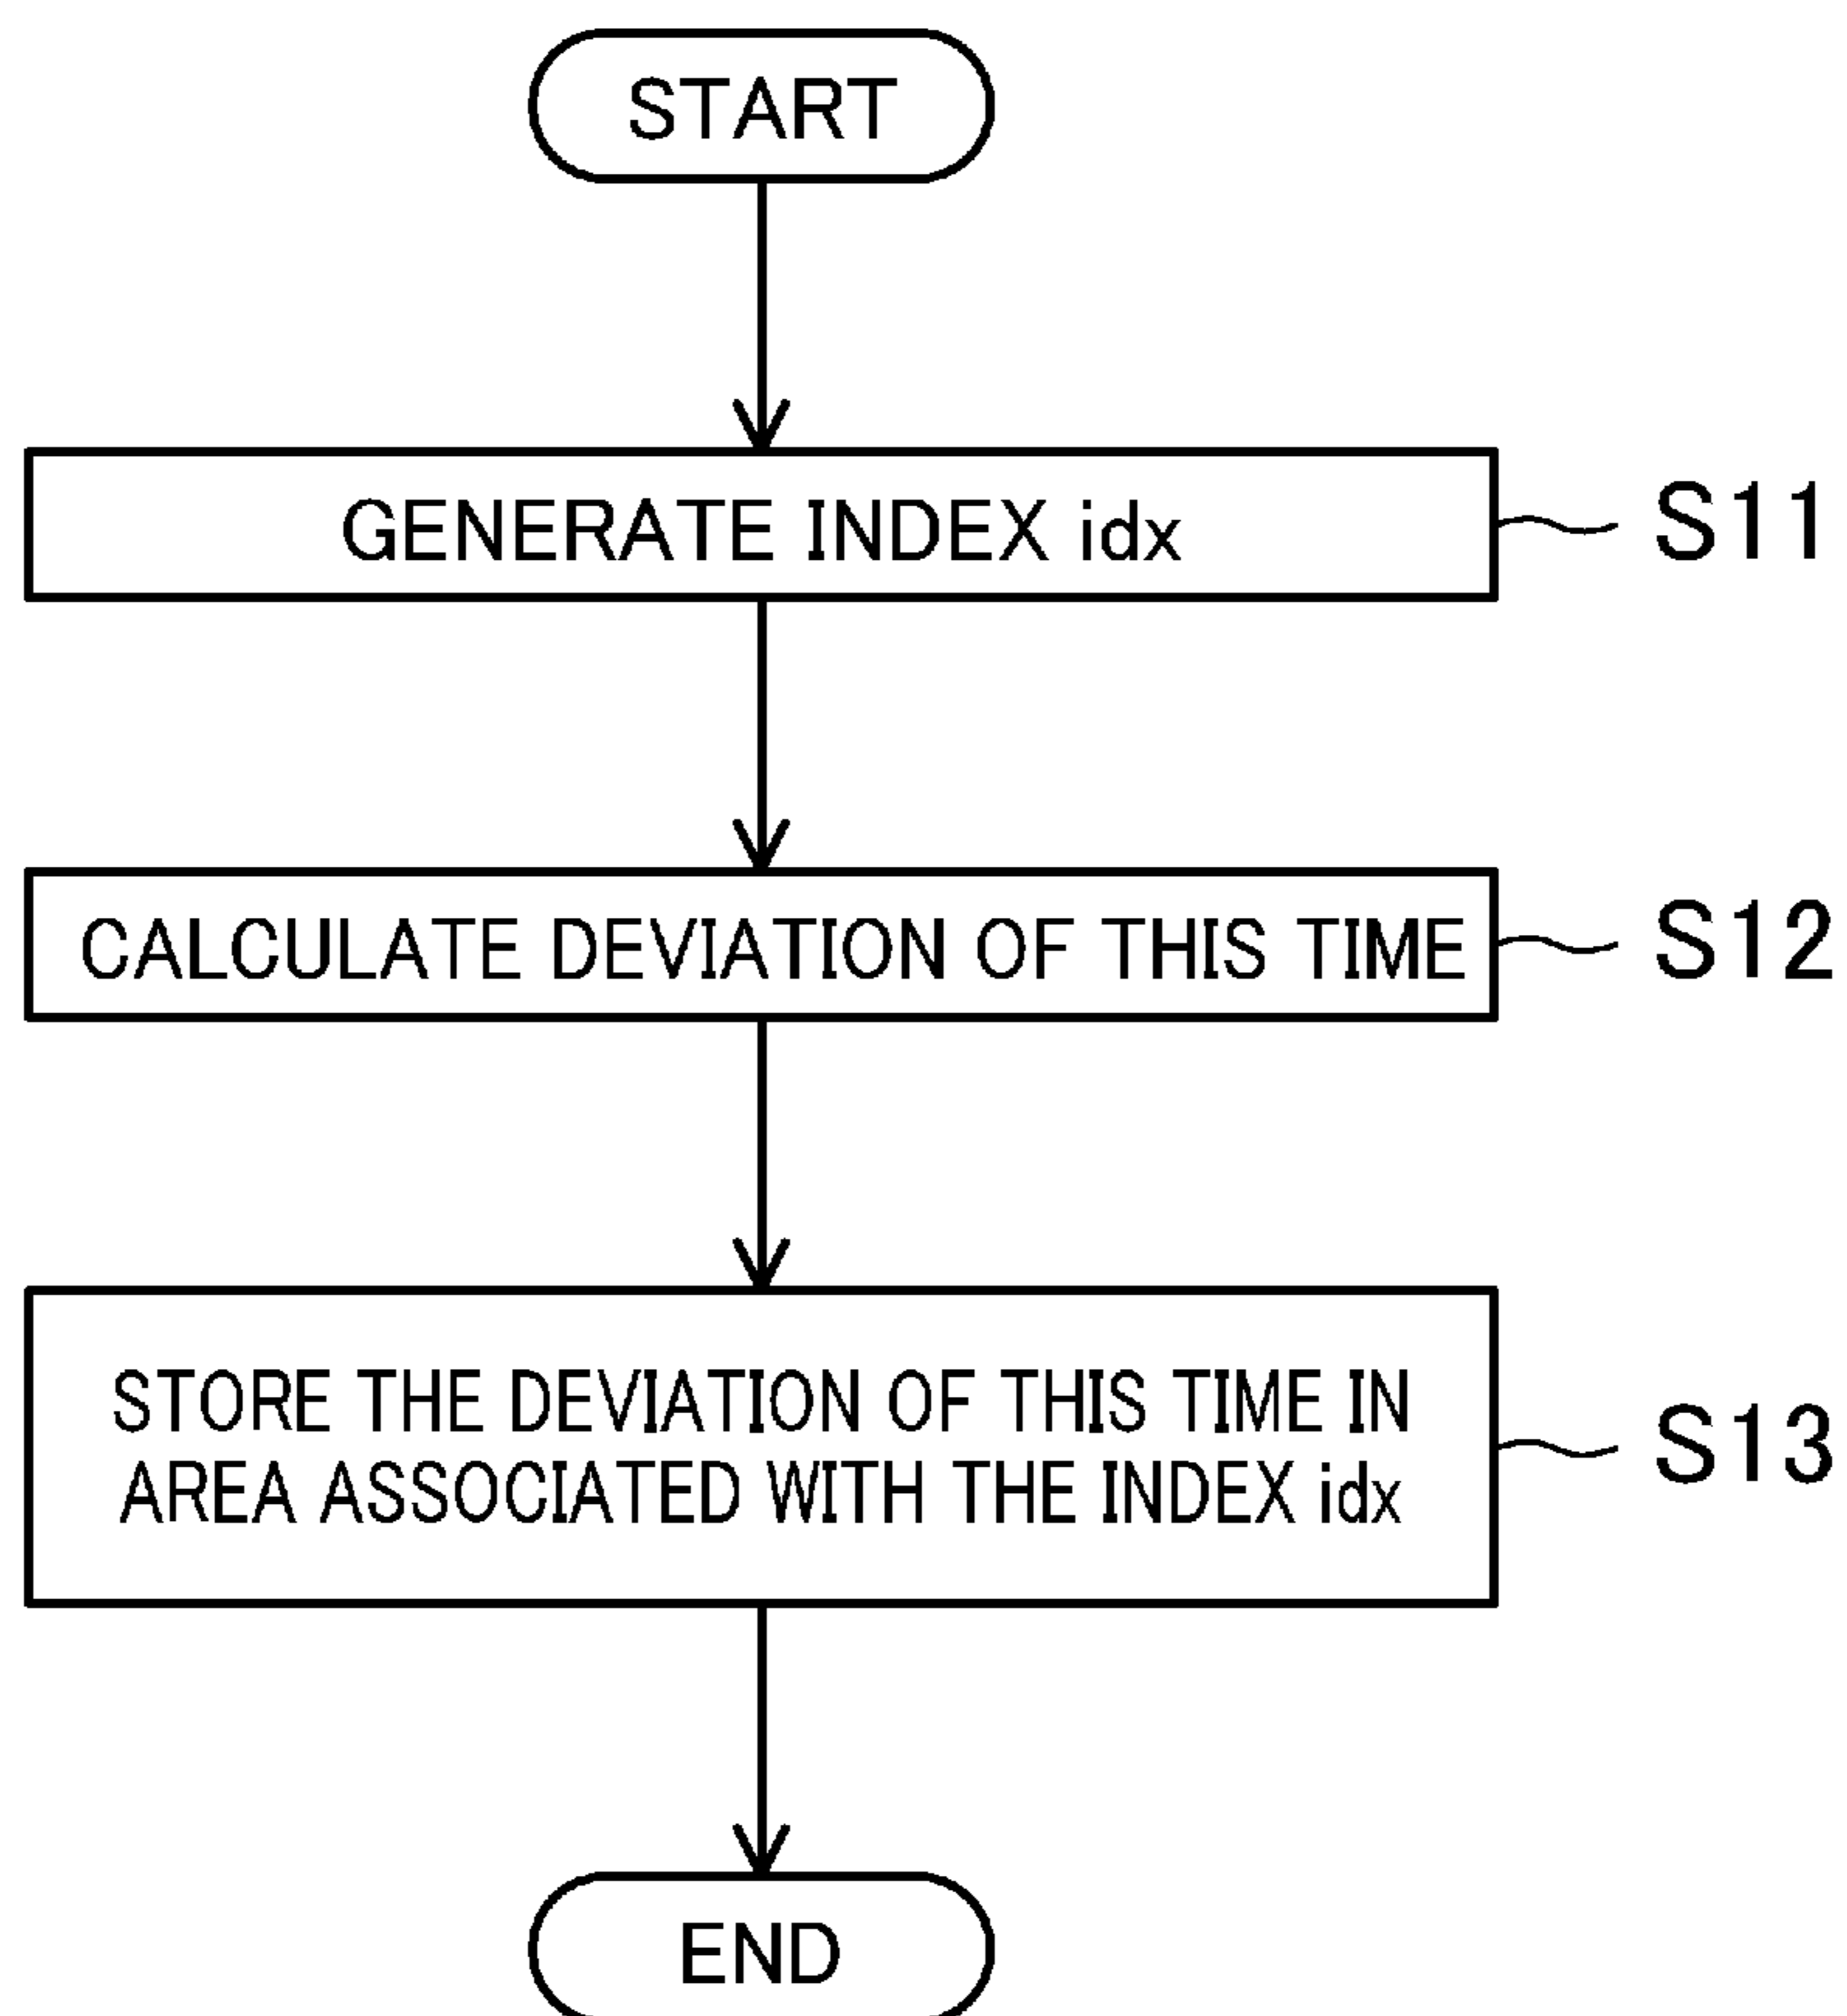 START
GENERATE INDEX idx
S11
CALCULATE DEVIATION OF THIS TIME
S12
STORE THE DEVIATION OF THIS TIME IN
AREA ASSOCIATED WITH THE INDEX idx
S13
END